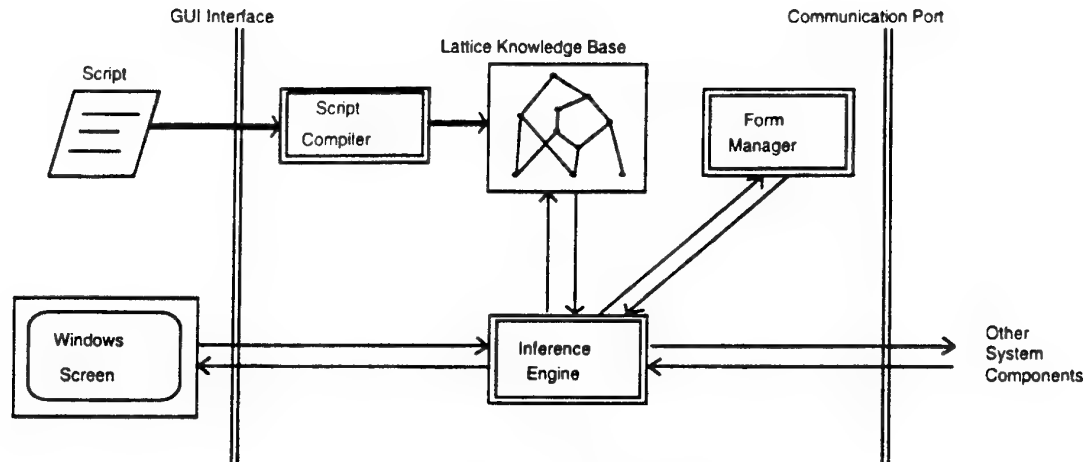 GUI Interface
Communication Port
Lattice Knowledge Base
Script
Script
Compiler
Form
Manager
Windows
Screen
Inference
Engine
Other
System
Components